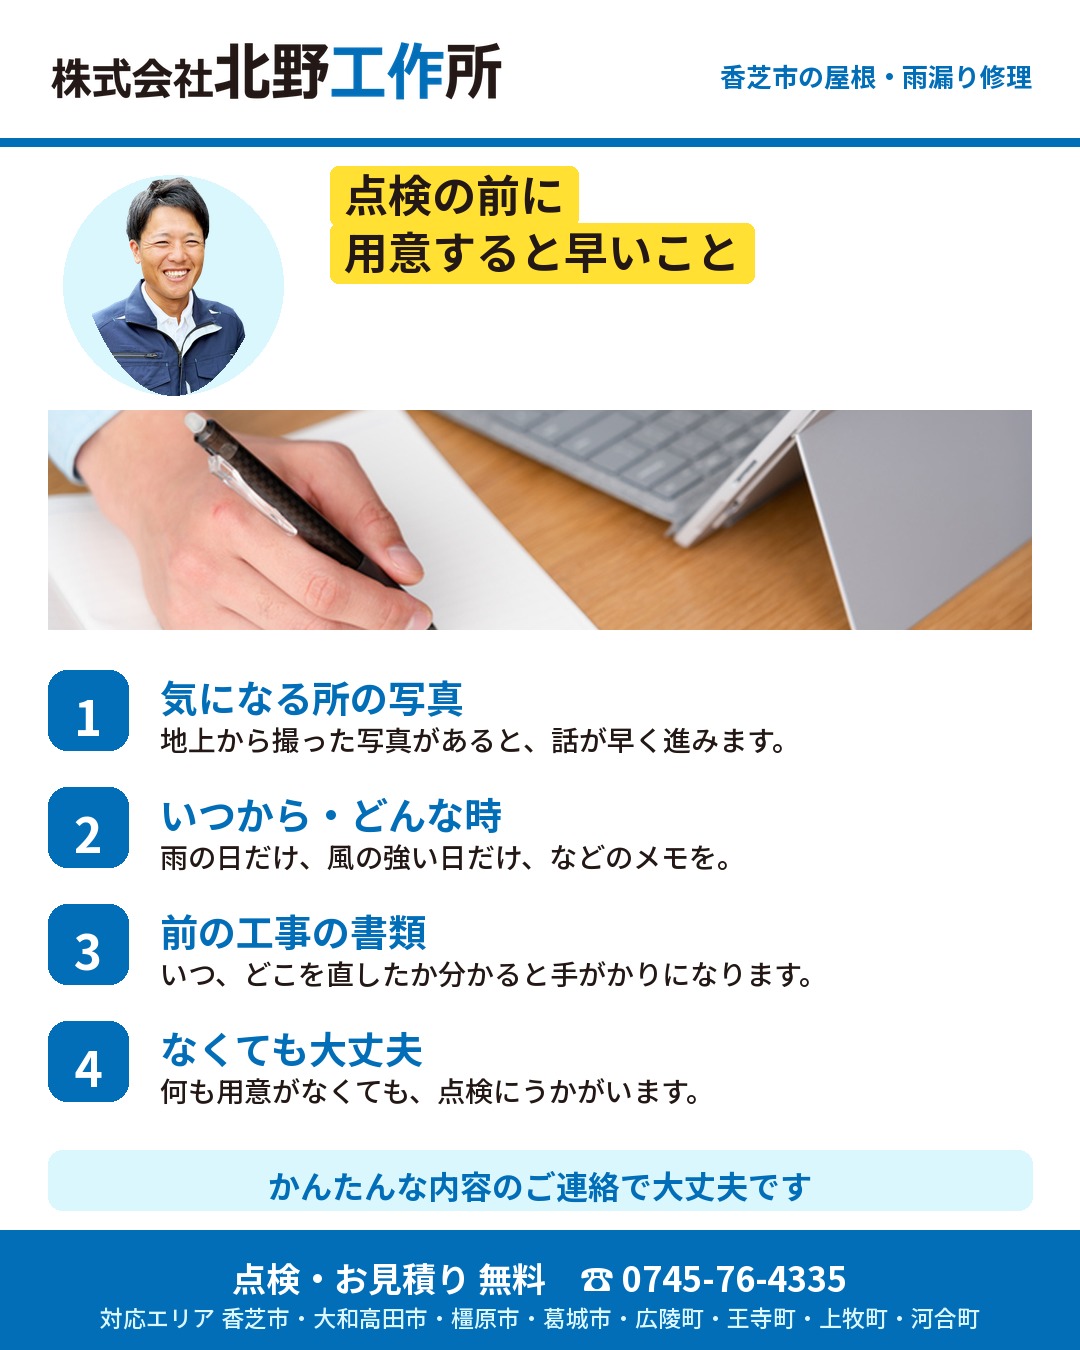 株式会社北野工作所
香芝市の屋根・雨漏り修理
点検の前に
用意すると早いこと
1
気になる所の写真
地上から撮った写真があると、話が早く進みます。
2
いつから・どんな時
雨の日だけ、風の強い日だけ、などのメモを。
3
前の工事の書類
いつ、どこを直したか分かると手がかりになります。
4
なくても大丈夫
何も用意がなくても、点検にうかがいます。
かんたんな内容のご連絡で大丈夫です
点検・お見積り 無料 ☎ 0745-76-4335
対応エリア 香芝市・大和高田市・橿原市・葛城市・広陵町・王寺町・上牧町・河合町